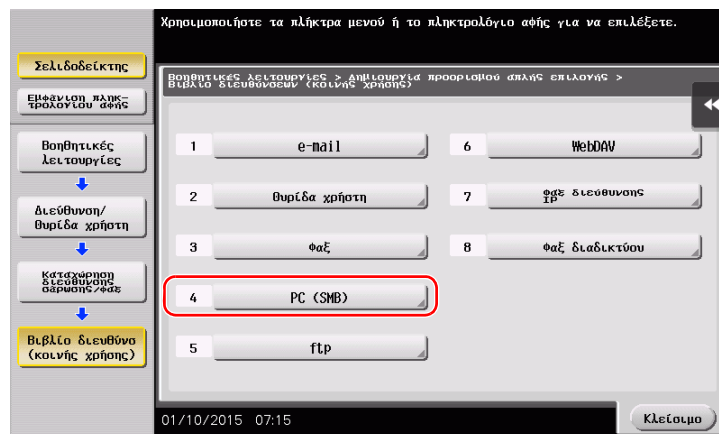 Χρησιμοποιήστε τα πλήκτρα μενού ή το πληκτρολόγιο αφής για να επιλέξετε.
Σελιδοδείκτης
Εμφάνιση πληκ-
τρολογίου αφής
Βοηθητικές
λειτουργίες
Διεύθυνση/
Θυρίδα χρήστη
Καταχώρηση
διεύθυνσης
σάρωσης/φαξ
Βιβλίο διευθύνσ
(κοινής χρήσης)
Βοηθητικές λειτουργίες > Δημιουργία προορισμού απλής επιλογής >
Βιβλίο διευθύνσεων (κοινής χρήσης)
1 e-mail
2 Θυρίδα χρήστη
3 Φαξ
4 PC (SMB)
5 ftp
6 WebDAV
7 Φαξ διεύθυνσης
IP
8 Φαξ διαδικτύου
01/10/2015 07:15
Κλείσιμο